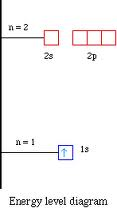 n = 2
2s 2p
n = 1
1s
Energy level diagram